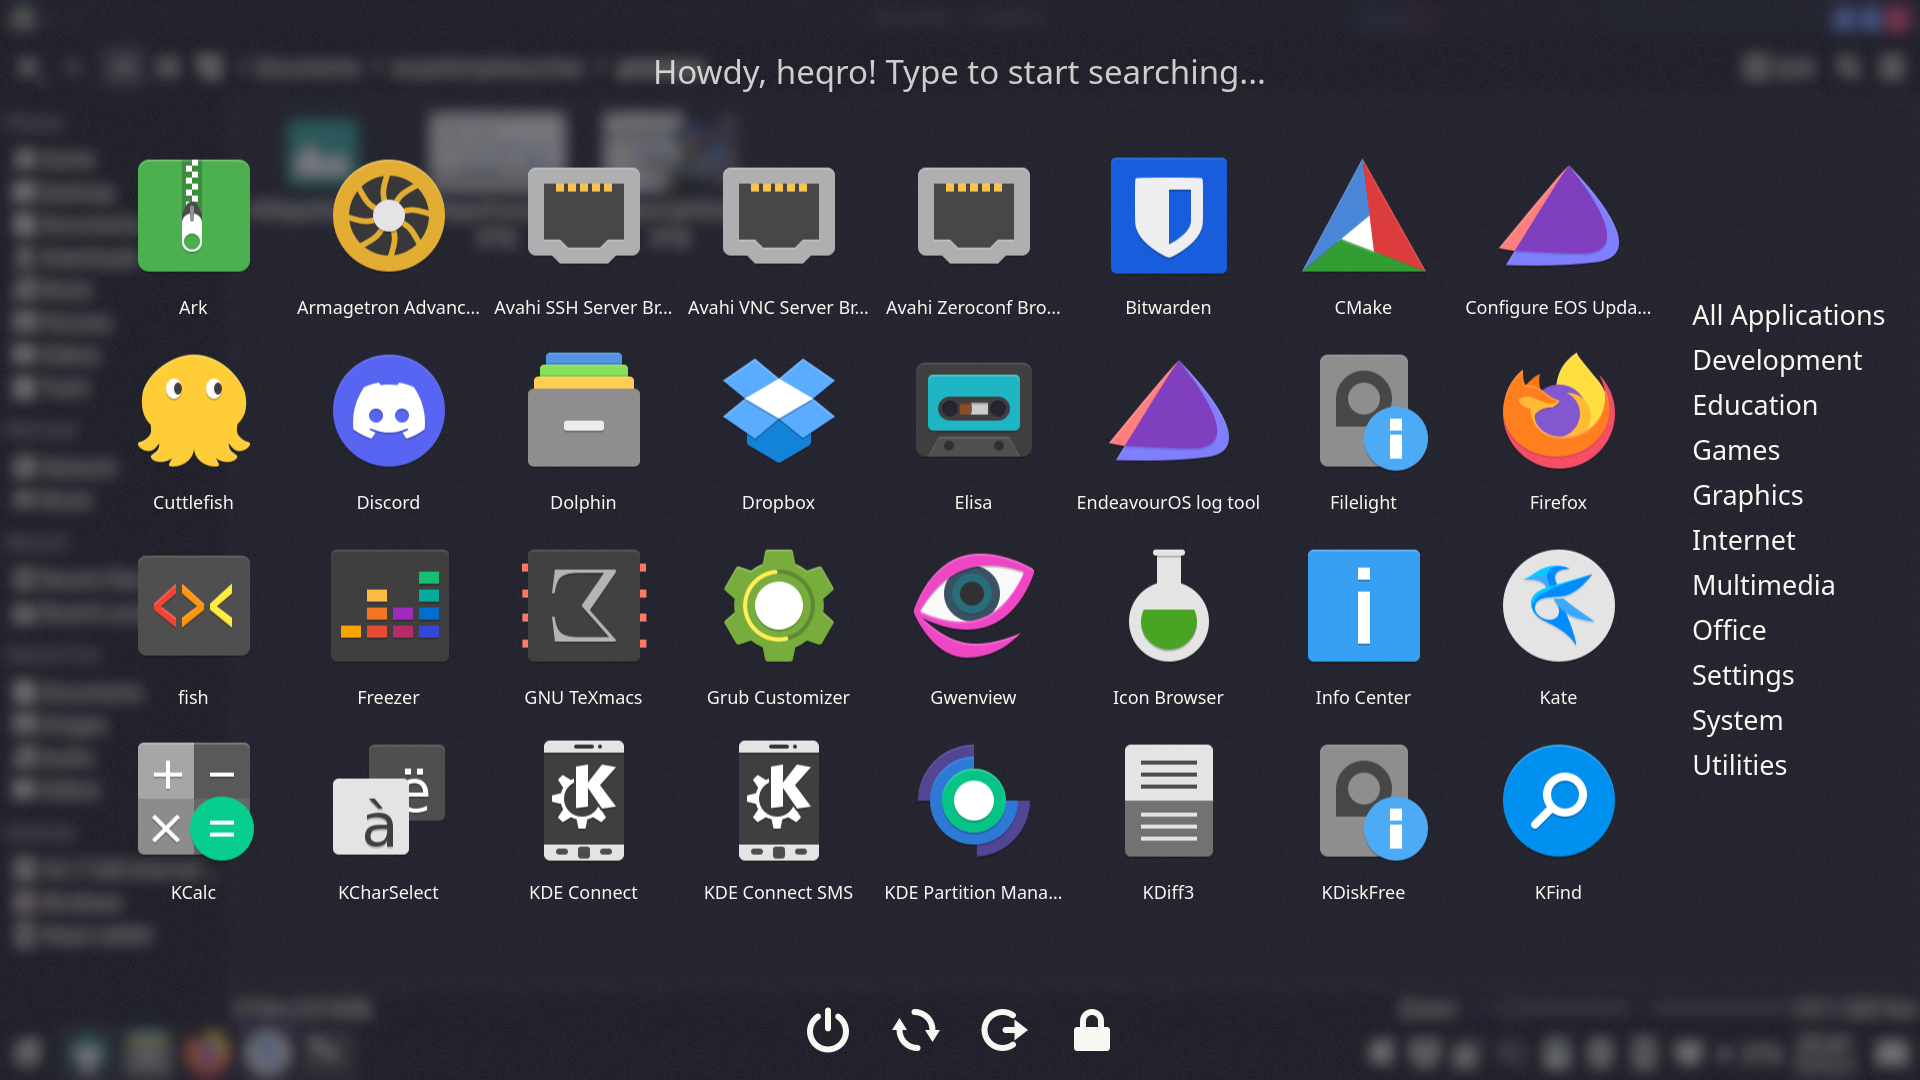 Howdy, heqro! Type to start searching...
Ark
Armagetron Advanc...
Avahi SSH Server Br...
Avahi VNC Server Br...
Avahi Zeroconf Bro...
Bitwarden
CMake
Configure EOS Upda...
Cuttlefish
Discord
Dolphin
Dropbox
Elisa
EndeavourOS log tool
Filelight
Firefox
fish
Freezer
GNU TeXmacs
Grub Customizer
Gwenview
Icon Browser
Info Center
Kate
ë
à
KCalc
KCharSelect
KDE Connect
KDE Connect SMS
KDE Partition Mana...
KDiff3
KDiskFree
KFind
All Applications
Development
Education
Games
Graphics
Internet
Multimedia
Office
Settings
System
Utilities